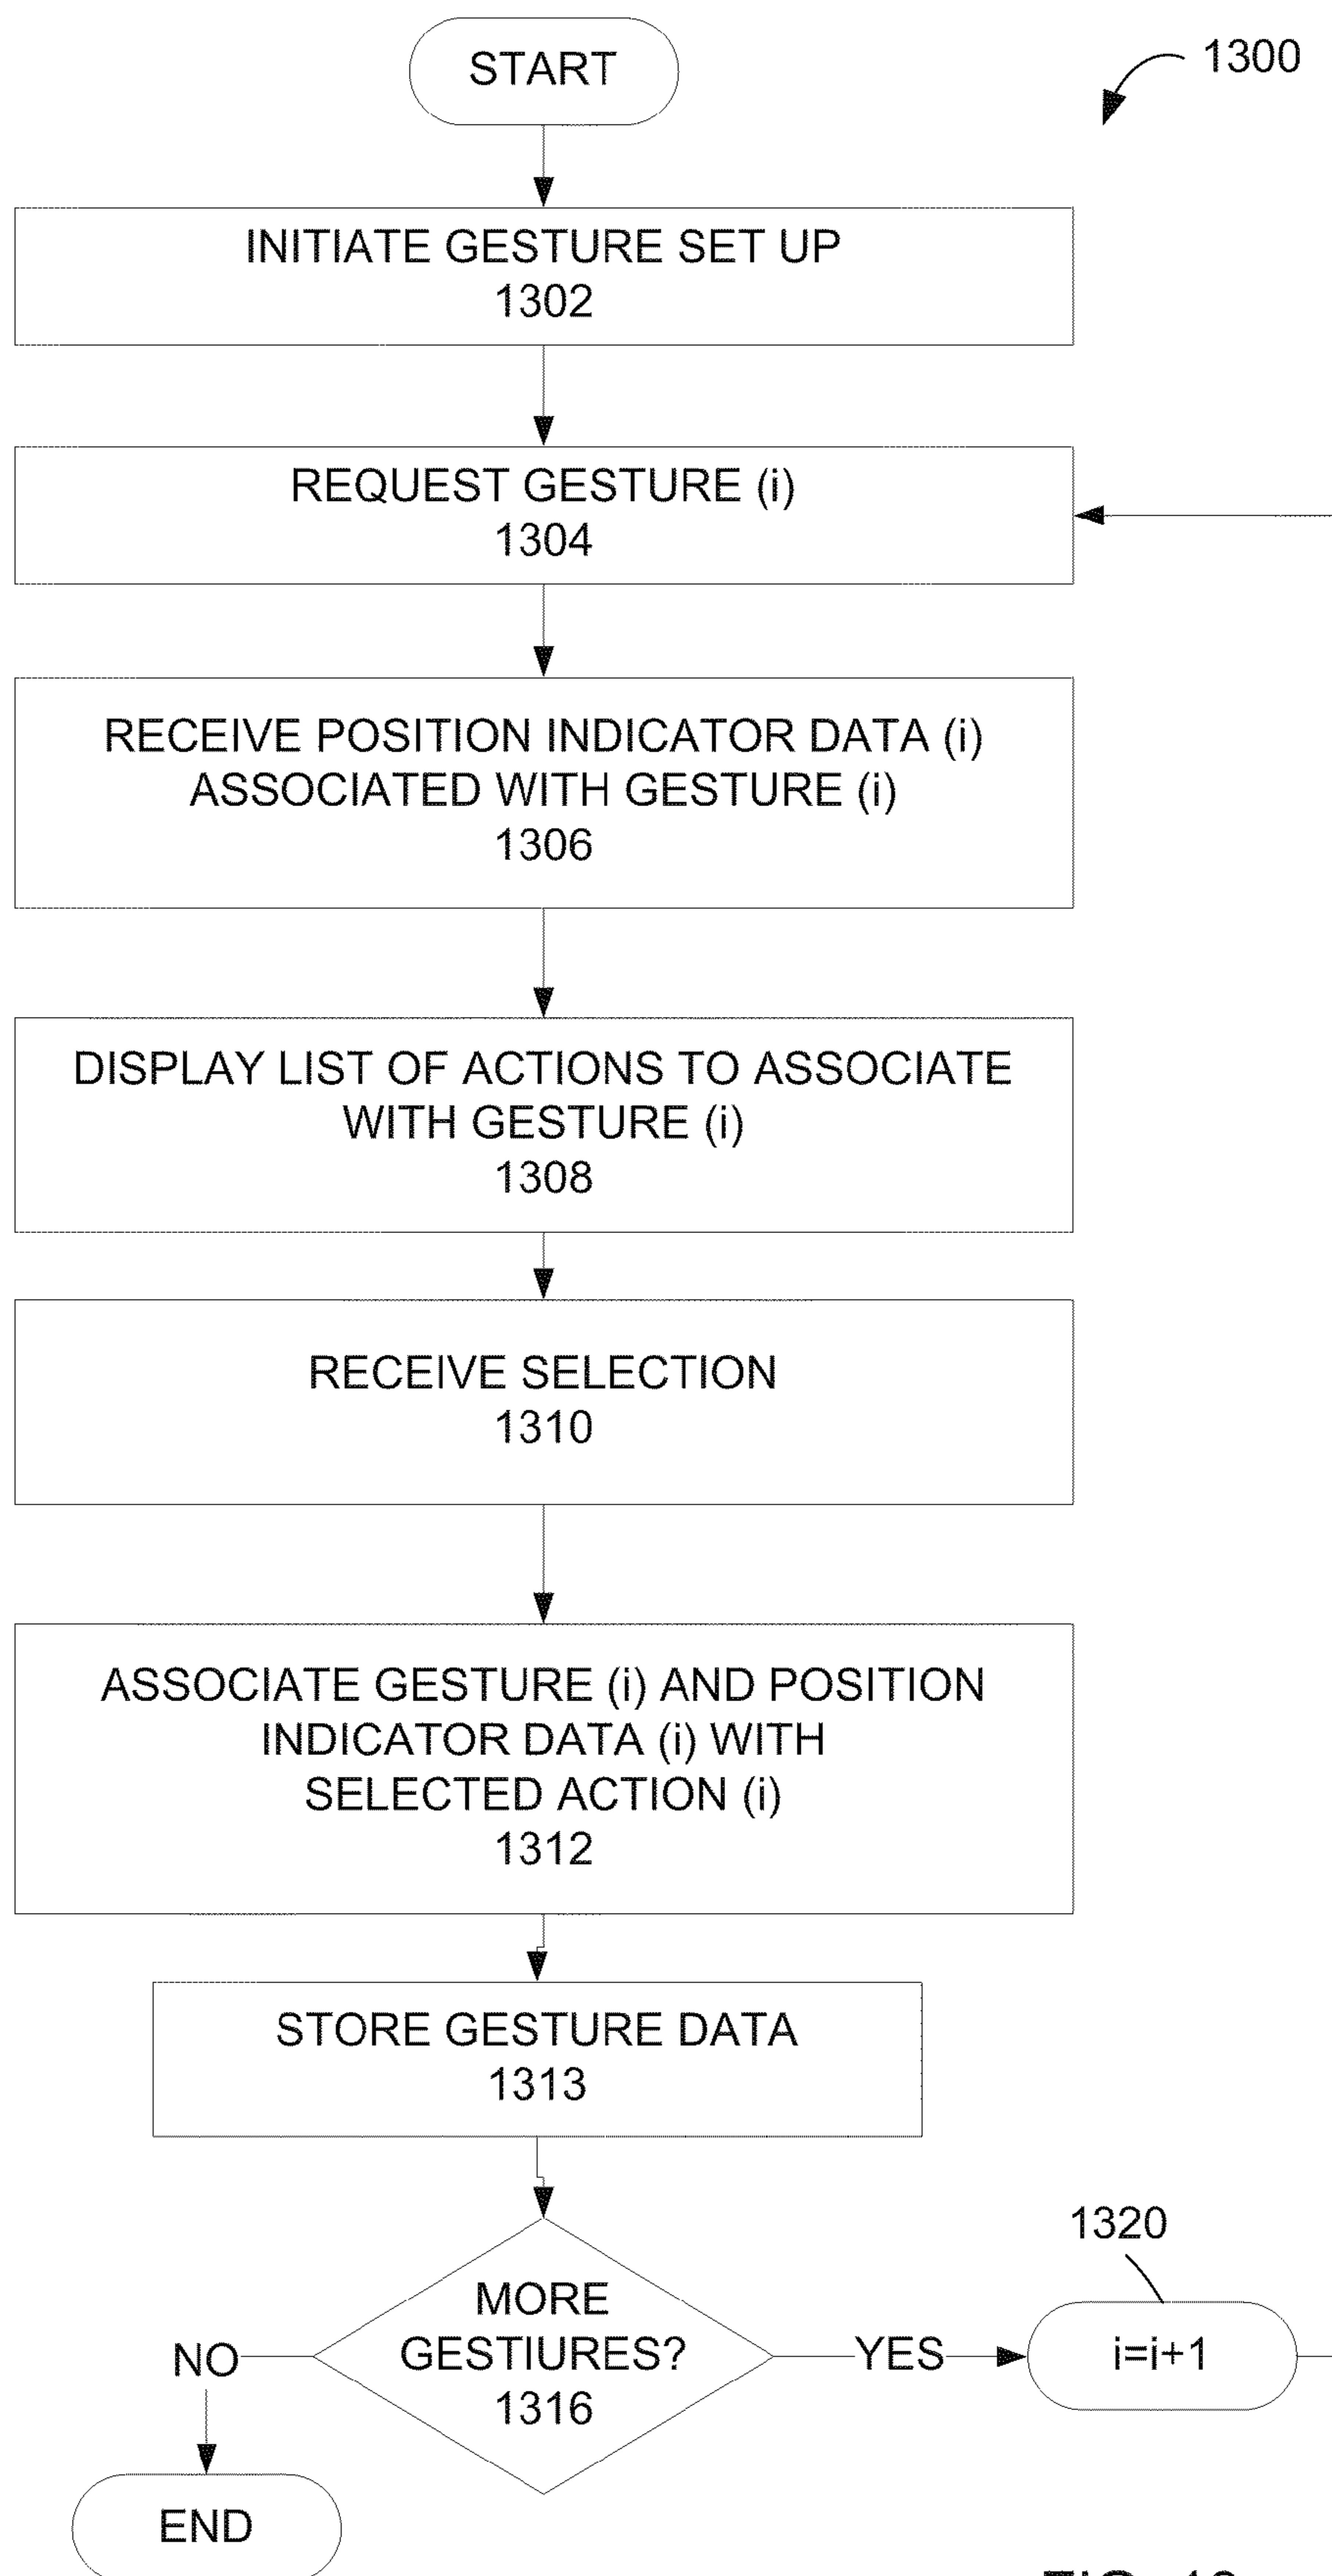 START
1300
INITIATE GESTURE SET UP
1302
REQUEST GESTURE (i)
1304
RECEIVE POSITION INDICATOR DATA (i)
ASSOCIATED WITH GESTURE (i)
1306
DISPLAY LIST OF ACTIONS TO ASSOCIATE
WITH GESTURE (i)
1308
RECEIVE SELECTION
1310
ASSOCIATE GESTURE (i) AND POSITION
INDICATOR DATA (i) WITH
SELECTED ACTION (i)
1312
STORE GESTURE DATA
1313
1320
MORE
GESTIURES?
1316
NO
YES
i=i+1
END